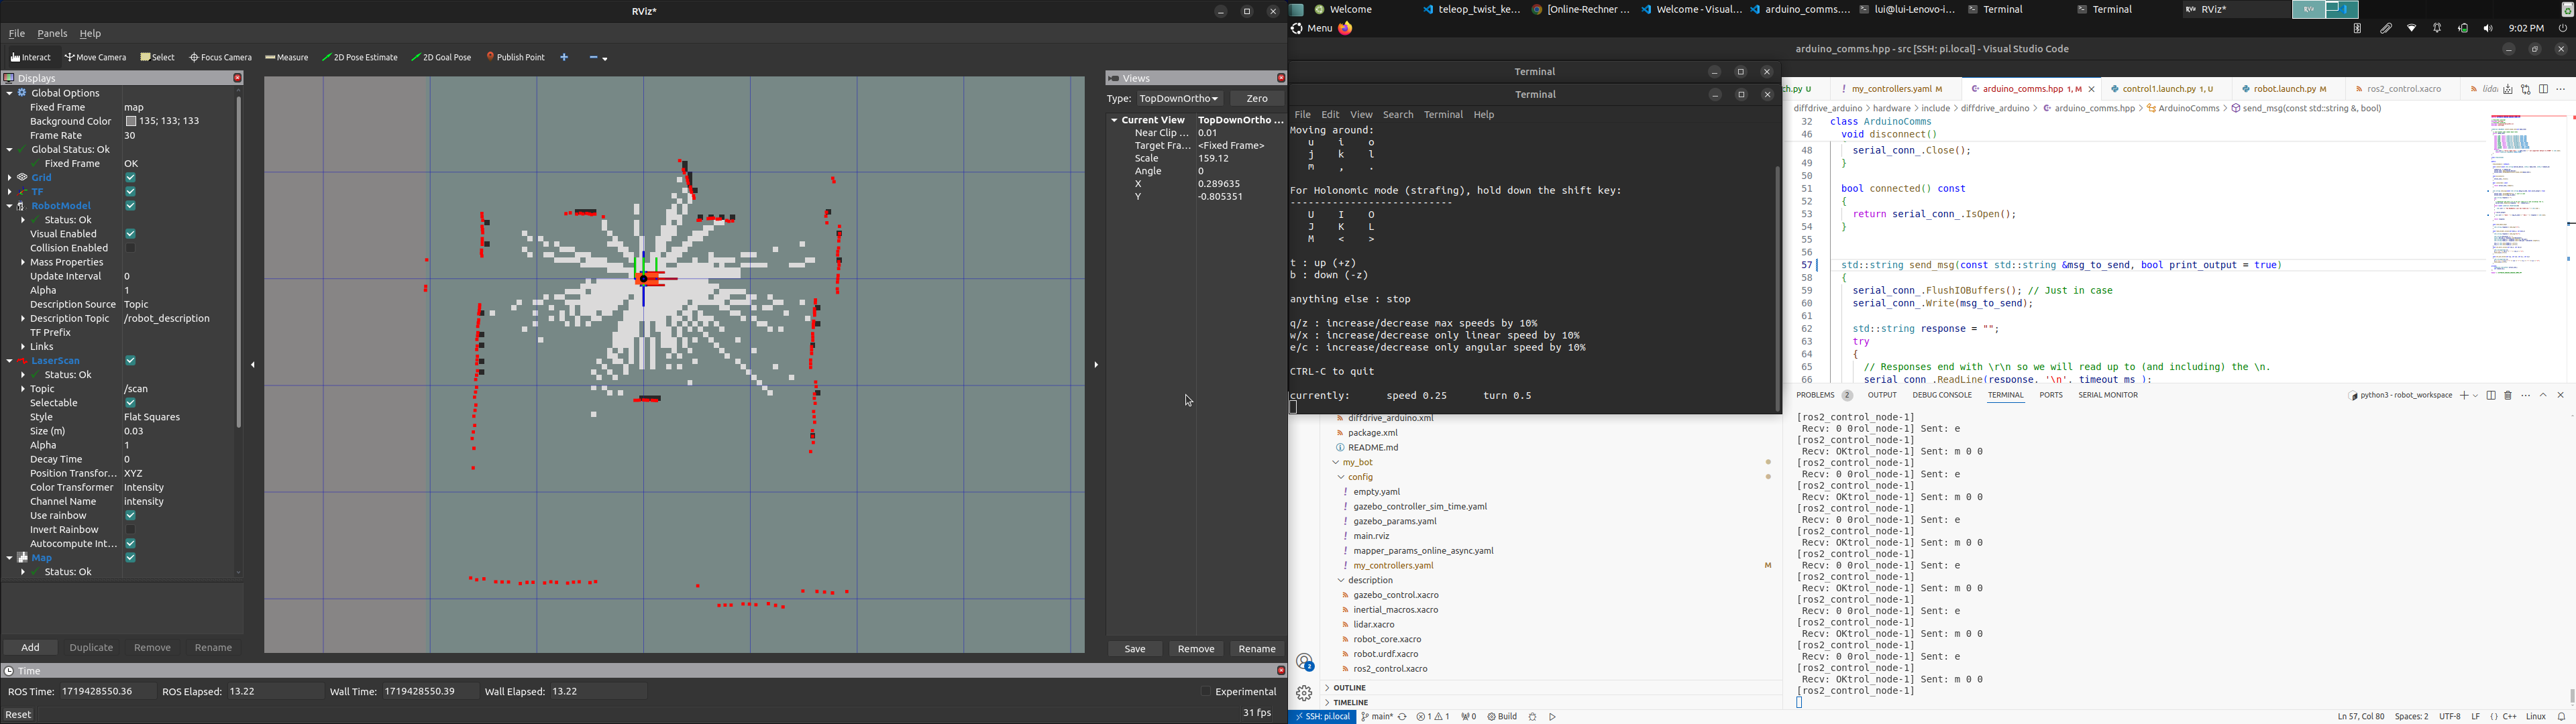 RViz*
File Panels Help
Interact Move Camera Select Focus Camera Measure 2D Pose Estimate 2D Goal Pose Publish Point
Displays
Global Options
Fixed Frame map
Background Color 135; 133; 133
Frame Rate 30
Global Status: Ok
Fixed Frame OK
Grid
TF
RobotModel
Status: Ok
Visual Enabled
Collision Enabled
Mass Properties
Update Interval 0
Alpha 1
Description Source Topic
Description Topic /robot_description
TF Prefix
Links
LaserScan
Status: Ok
Topic /scan
Selectable
Style Flat Squares
Size (m) 0.03
Alpha 1
Decay Time 0
Position Transfor... XYZ
Color Transformer Intensity
Channel Name intensity
Use rainbow
Invert Rainbow
Autocompute Int...
Map
Status: Ok
Add Duplicate Remove Rename
Views
Type: TopDownOrtho Zero
Current View TopDownOrtho ...
Near Clip ... 0.01
Target Fra... <Fixed Frame>
Scale 159.12
Angle 0
X 0.289635
Y -0.805351
Save Remove Rename
Time
ROS Time: 1719428550.36 ROS Elapsed: 13.22 Wall Time: 1719428550.39 Wall Elapsed: 13.22 Experimental
Reset 31 fps
Welcome teleop_twist_ke... [Online-Rechner ... Welcome - Visual... arduino_comms.... lui@lui-Lenovo-i... Terminal Terminal RViz*
Menu 9:02 PM
arduino_comms.hpp - src [SSH: pi.local] - Visual Studio Code
Terminal
Terminal
File Edit View Search Terminal Help
Moving around:
u i o
j k l
m , .
For Holonomic mode (strafing), hold down the shift key:
---------------------------
U I O
J K L
M < >
t : up (+z)
b : down (-z)
anything else : stop
q/z : increase/decrease max speeds by 10%
w/x : increase/decrease only linear speed by 10%
e/c : increase/decrease only angular speed by 10%
CTRL-C to quit
currently: speed 0.25 turn 0.5
diffdrive_arduino.xml
package.xml
README.md
my_bot
config
empty.yaml
gazebo_controller_sim_time.yaml
gazebo_params.yaml
main.rviz
mapper_params_online_async.yaml
my_controllers.yaml M
description
gazebo_control.xacro
inertial_macros.xacro
lidar.xacro
robot_core.xacro
robot.urdf.xacro
ros2_control.xacro
OUTLINE
TIMELINE
ch.py U my_controllers.yaml M arduino_comms.hpp 1, M control1.launch.py 1, U robot.launch.py M ros2_control.xacro lida
diffdrive_arduino > hardware > include > diffdrive_arduino > arduino_comms.hpp > ArduinoComms > send_msg(const std::string &, bool)
32 class ArduinoComms
46 void disconnect()
48 serial_conn_.Close();
49 }
50
51 bool connected() const
52 {
53 return serial_conn_.IsOpen();
54 }
55
56
57 std::string send_msg(const std::string &msg_to_send, bool print_output = true)
58 {
59 serial_conn_.FlushIOBuffers(); // Just in case
60 serial_conn_.Write(msg_to_send);
61
62 std::string response = "";
63 try
64 {
65 // Responses end with \r\n so we will read up to (and including) the \n.
66 serial_conn_.ReadLine(response, '\n', timeout_ms_);
PROBLEMS 2 OUTPUT DEBUG CONSOLE TERMINAL PORTS SERIAL MONITOR python3 - robot_workspace
[ros2_control_node-1]
Recv: 0 0rol_node-1] Sent: e
[ros2_control_node-1]
Recv: OKtrol_node-1] Sent: m 0 0
[ros2_control_node-1]
Recv: 0 0rol_node-1] Sent: e
[ros2_control_node-1]
Recv: OKtrol_node-1] Sent: m 0 0
[ros2_control_node-1]
Recv: 0 0rol_node-1] Sent: e
[ros2_control_node-1]
Recv: OKtrol_node-1] Sent: m 0 0
[ros2_control_node-1]
Recv: 0 0rol_node-1] Sent: e
[ros2_control_node-1]
Recv: OKtrol_node-1] Sent: m 0 0
[ros2_control_node-1]
Recv: 0 0rol_node-1] Sent: e
[ros2_control_node-1]
Recv: OKtrol_node-1] Sent: m 0 0
[ros2_control_node-1]
Recv: 0 0rol_node-1] Sent: e
[ros2_control_node-1]
Recv: OKtrol_node-1] Sent: m 0 0
[ros2_control_node-1]
SSH: pi.local main* 1 1 0 Build Ln 57, Col 80 Spaces: 2 UTF-8 LF {} C++ Linux